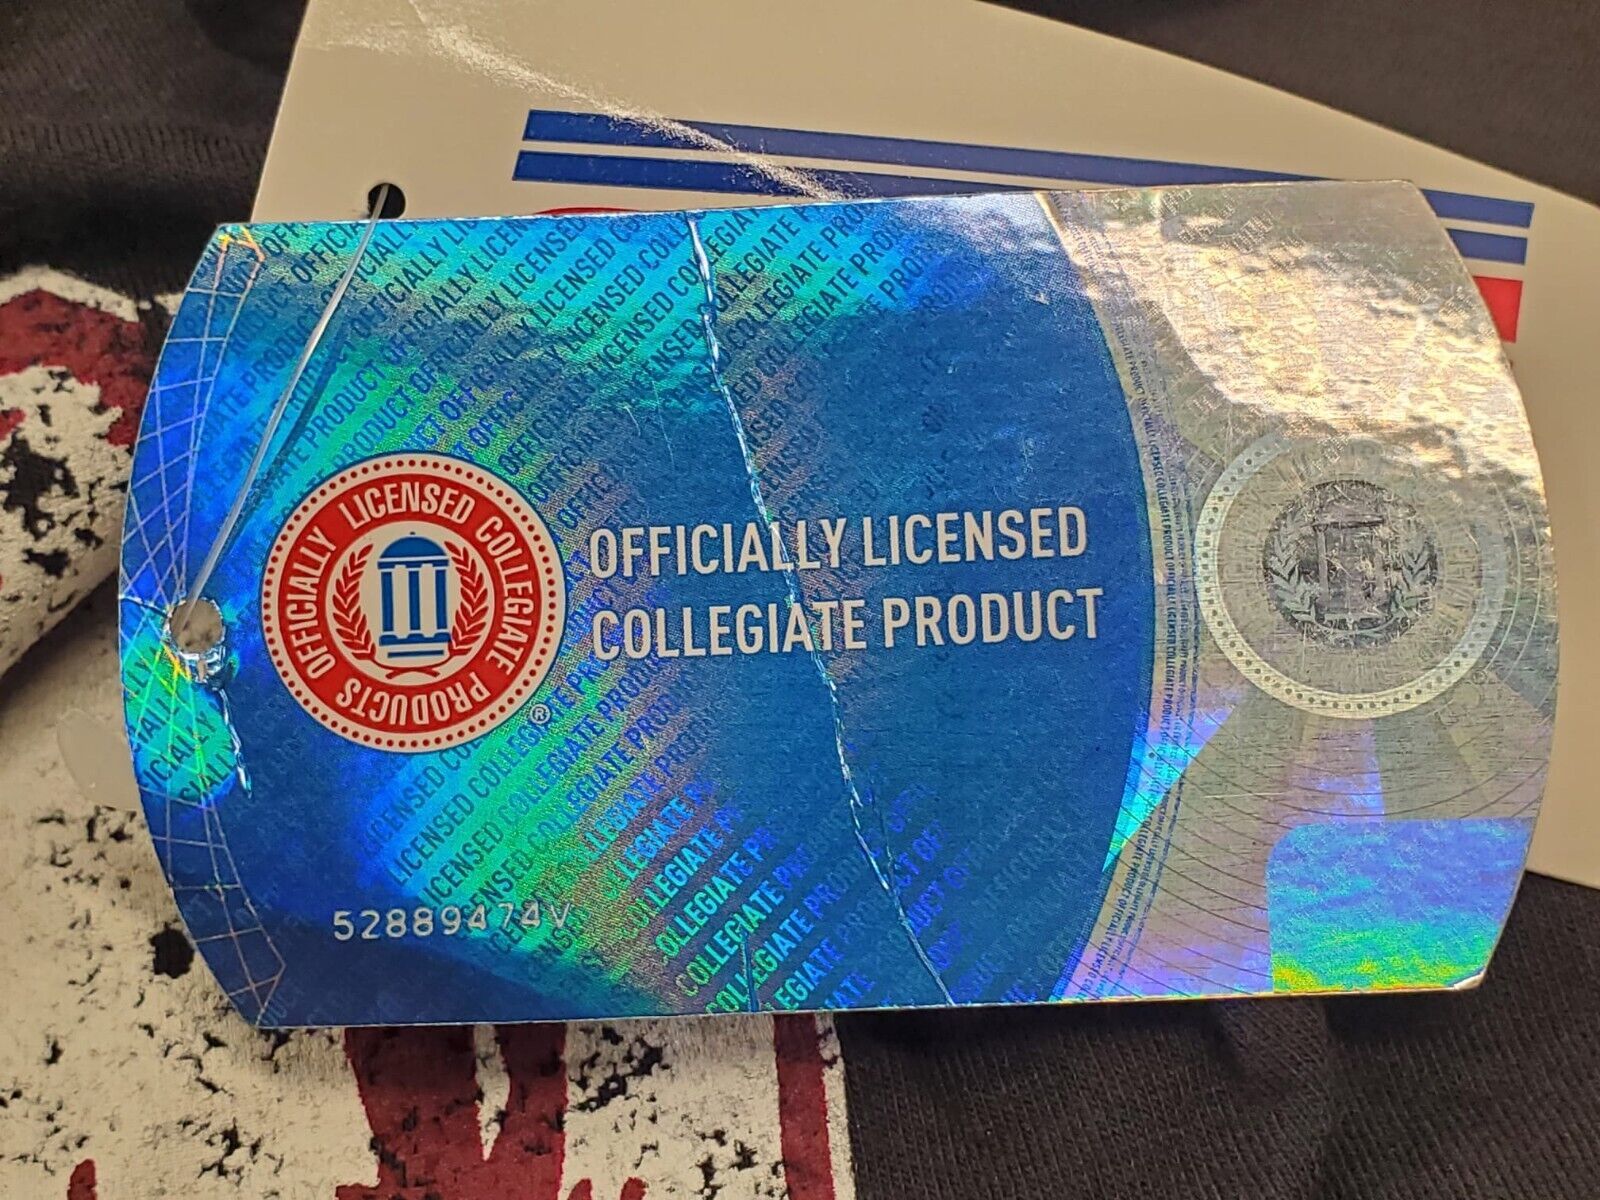 OFFICIALLY LICENSED COLLEGIATE PRODUCTS
®
OFFICIALLY LICENSED
COLLEGIATE PRODUCT
52889474V